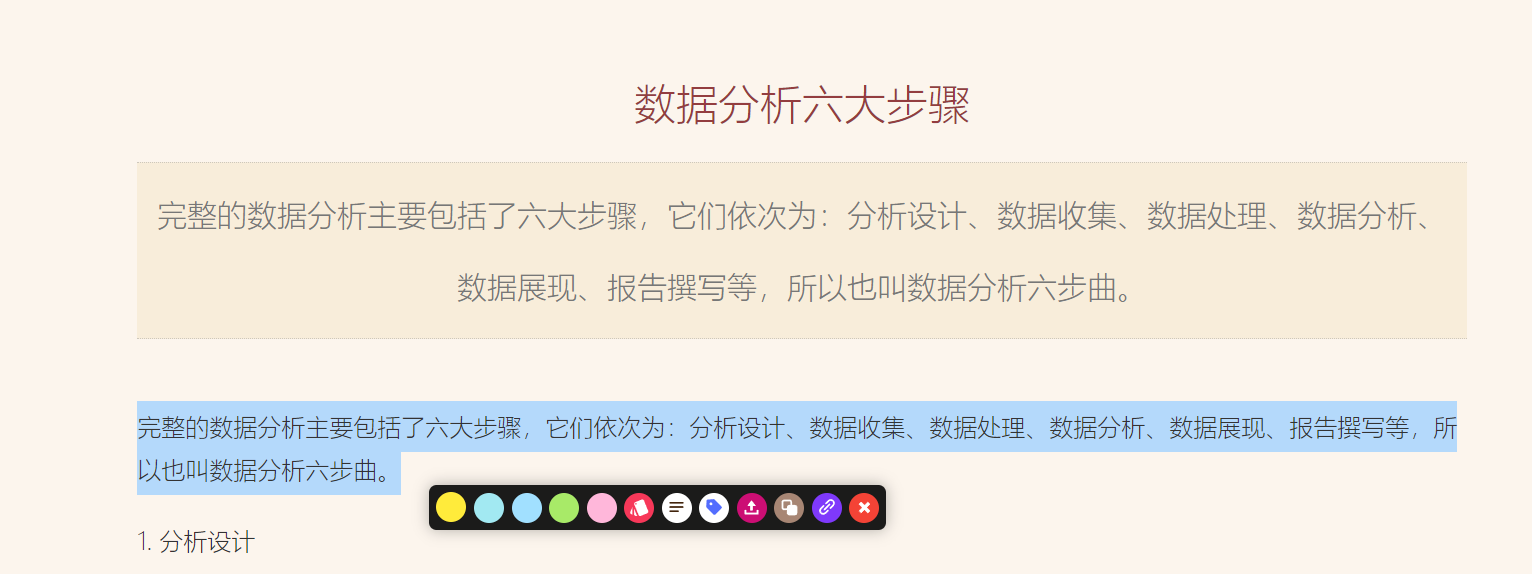 数据分析六大步骤
完整的数据分析主要包括了六大步骤，它们依次为：分析设计、数据收集、数据处理、数据分析、
数据展现、报告撰写等，所以也叫数据分析六步曲。
完整的数据分析主要包括了六大步骤，它们依次为：分析设计、数据收集、数据处理、数据分析、数据展现、报告撰写等，所
以也叫数据分析六步曲。
1. 分析设计